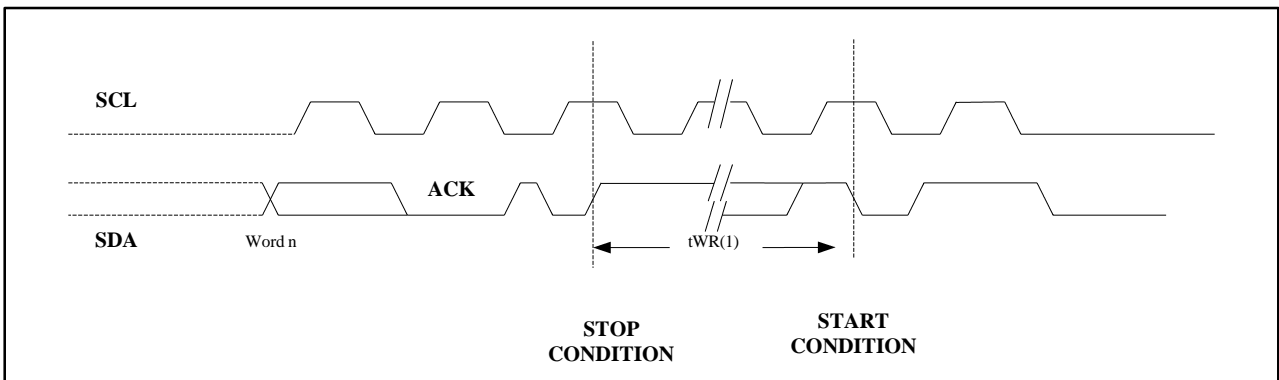 SCL
ACK
SDA
Word n
tWR(1)
STOP
CONDITION
START
CONDITION